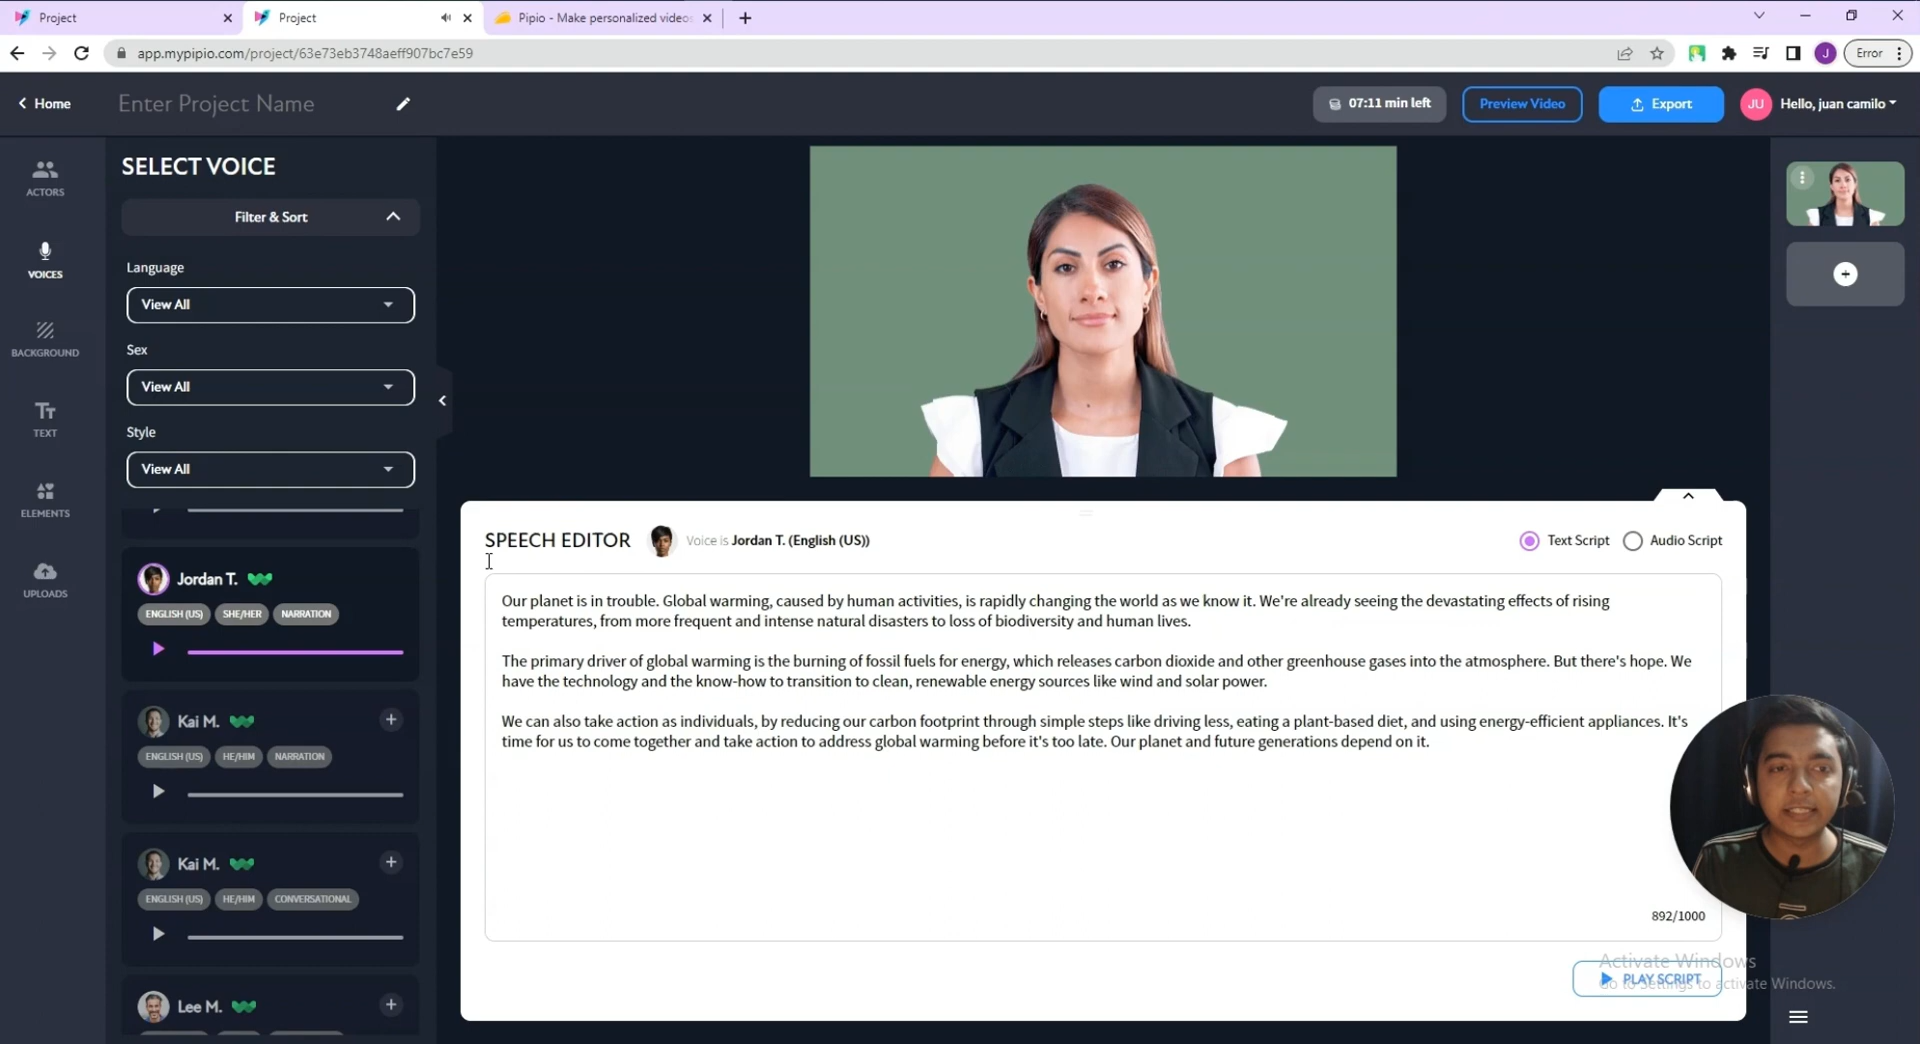 Project
Project
Pipio - Make personalized videos
app.mypipio.com/project/63e73eb3748aeff907bc7e59
J
Error
Home
Enter Project Name
07:11 min left
Preview Video
Export
JU
Hello, juan camilo
ACTORS
VOICES
BACKGROUND
TEXT
ELEMENTS
UPLOADS
SELECT VOICE
Filter & Sort
Language
View All
Sex
View All
Style
View All
Jordan T.
ENGLISH (US) SHE/HER NARRATION
Kai M.
ENGLISH (US) HE/HIM NARRATION
Kai M.
ENGLISH (US) HE/HIM CONVERSATIONAL
Lee M.
SPEECH EDITOR
Voice is Jordan T. (English (US))
Text Script
Audio Script
Our planet is in trouble. Global warming, caused by human activities, is rapidly changing the world as we know it. We're already seeing the devastating effects of rising
temperatures, from more frequent and intense natural disasters to loss of biodiversity and human lives.
The primary driver of global warming is the burning of fossil fuels for energy, which releases carbon dioxide and other greenhouse gases into the atmosphere. But there's hope. We
have the technology and the know-how to transition to clean, renewable energy sources like wind and solar power.
We can also take action as individuals, by reducing our carbon footprint through simple steps like driving less, eating a plant-based diet, and using energy-efficient appliances. It's
time for us to come together and take action to address global warming before it's too late. Our planet and future generations depend on it.
892/1000
PLAY SCRIPT
Activate Windows
Go to Settings to activate Windows.